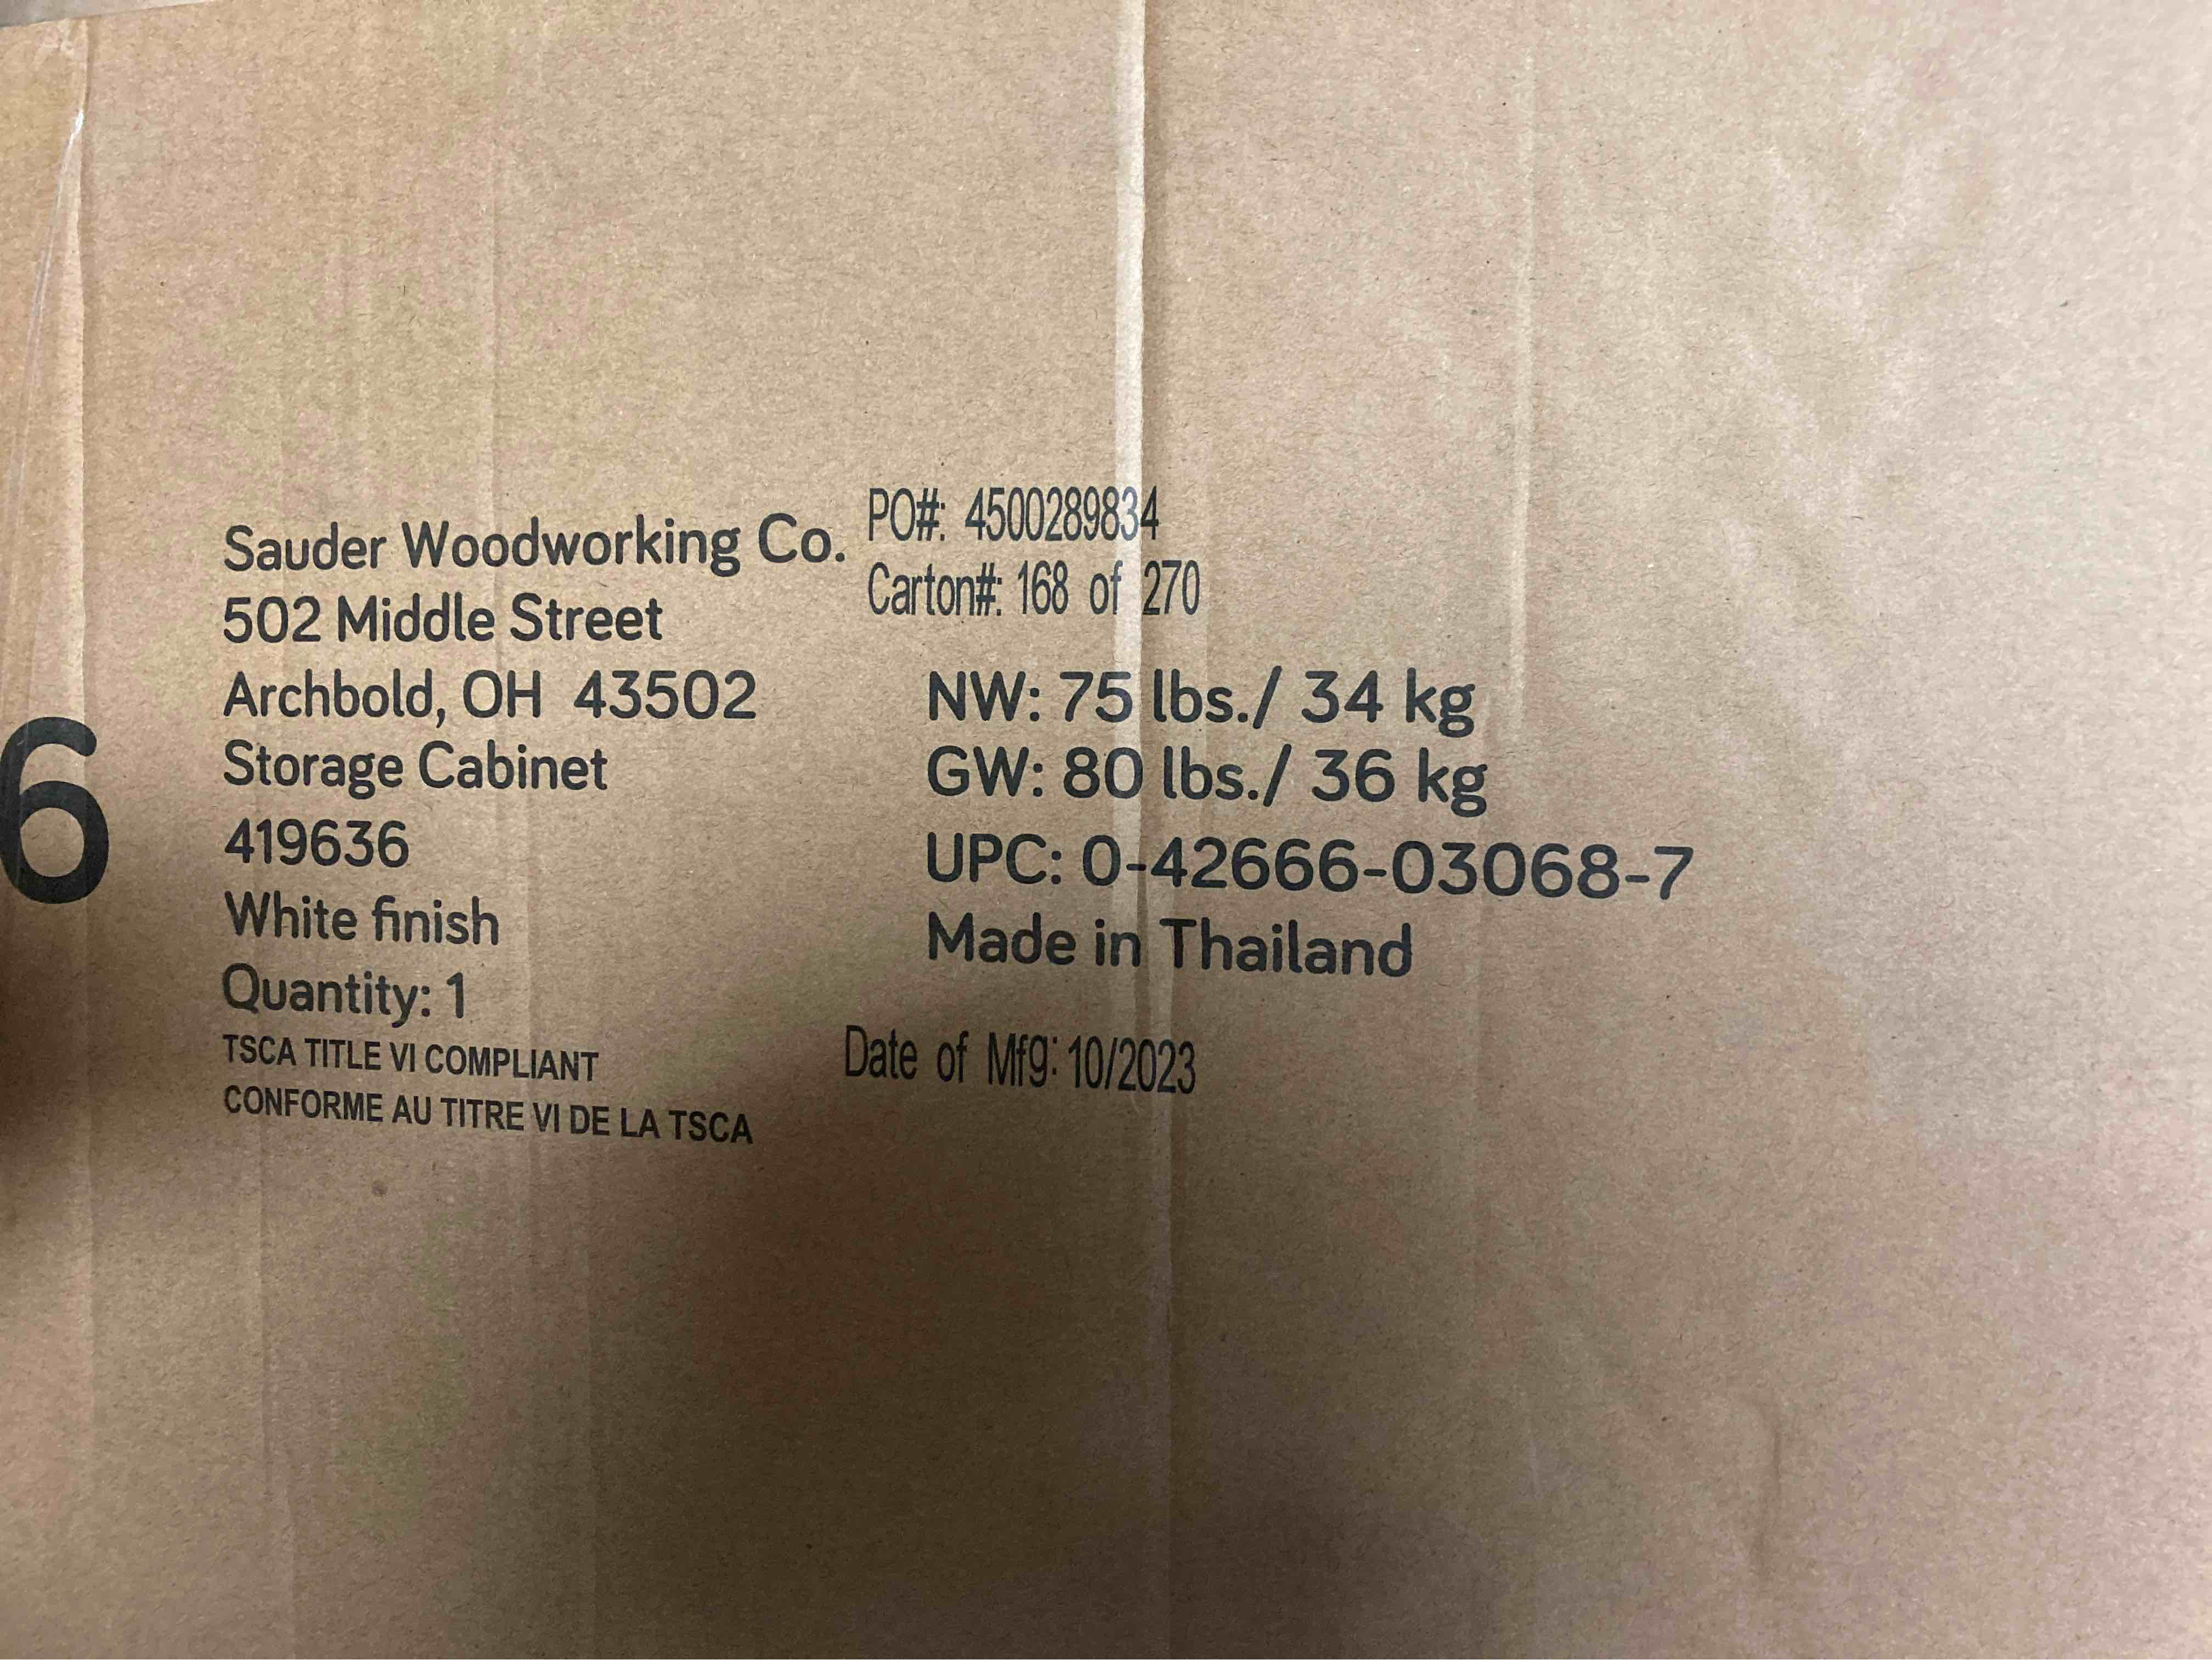 6
Sauder Woodworking Co.
502 Middle Street
Archbold, OH 43502
Storage Cabinet
419636
White finish
Quantity: 1
TSCA TITLE VI COMPLIANT
CONFORME AU TITRE VI DE LA TSCA
PO#: 4500289834
Carton#: 168 of 270
NW: 75 lbs./ 34 kg
GW: 80 lbs./ 36 kg
UPC: 0-42666-03068-7
Made in Thailand
Date of Mfg: 10/2023